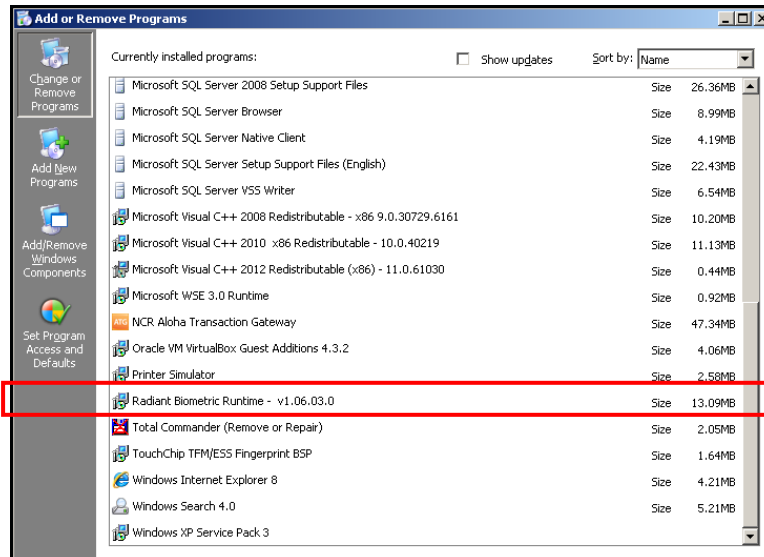 Add or Remove Programs
Change or
Remove
Programs
Add New
Programs
Add/Remove
Windows
Components
Set Program
Access and
Defaults
Currently installed programs:
Show updates
Sort by: Name
Microsoft SQL Server 2008 Setup Support Files Size 26.36MB
Microsoft SQL Server Browser Size 8.99MB
Microsoft SQL Server Native Client Size 4.19MB
Microsoft SQL Server Setup Support Files (English) Size 22.43MB
Microsoft SQL Server VSS Writer Size 6.54MB
Microsoft Visual C++ 2008 Redistributable - x86 9.0.30729.6161 Size 10.20MB
Microsoft Visual C++ 2010 x86 Redistributable - 10.0.40219 Size 11.13MB
Microsoft Visual C++ 2012 Redistributable (x86) - 11.0.61030 Size 0.44MB
Microsoft WSE 3.0 Runtime Size 0.92MB
ATG NCR Aloha Transaction Gateway Size 47.34MB
Oracle VM VirtualBox Guest Additions 4.3.2 Size 4.06MB
Printer Simulator Size 2.58MB
Radiant Biometric Runtime - v1.06.03.0 Size 13.09MB
Total Commander (Remove or Repair) Size 2.05MB
TouchChip TFM/ESS Fingerprint BSP Size 1.64MB
Windows Internet Explorer 8 Size 4.21MB
Windows Search 4.0 Size 5.21MB
Windows XP Service Pack 3